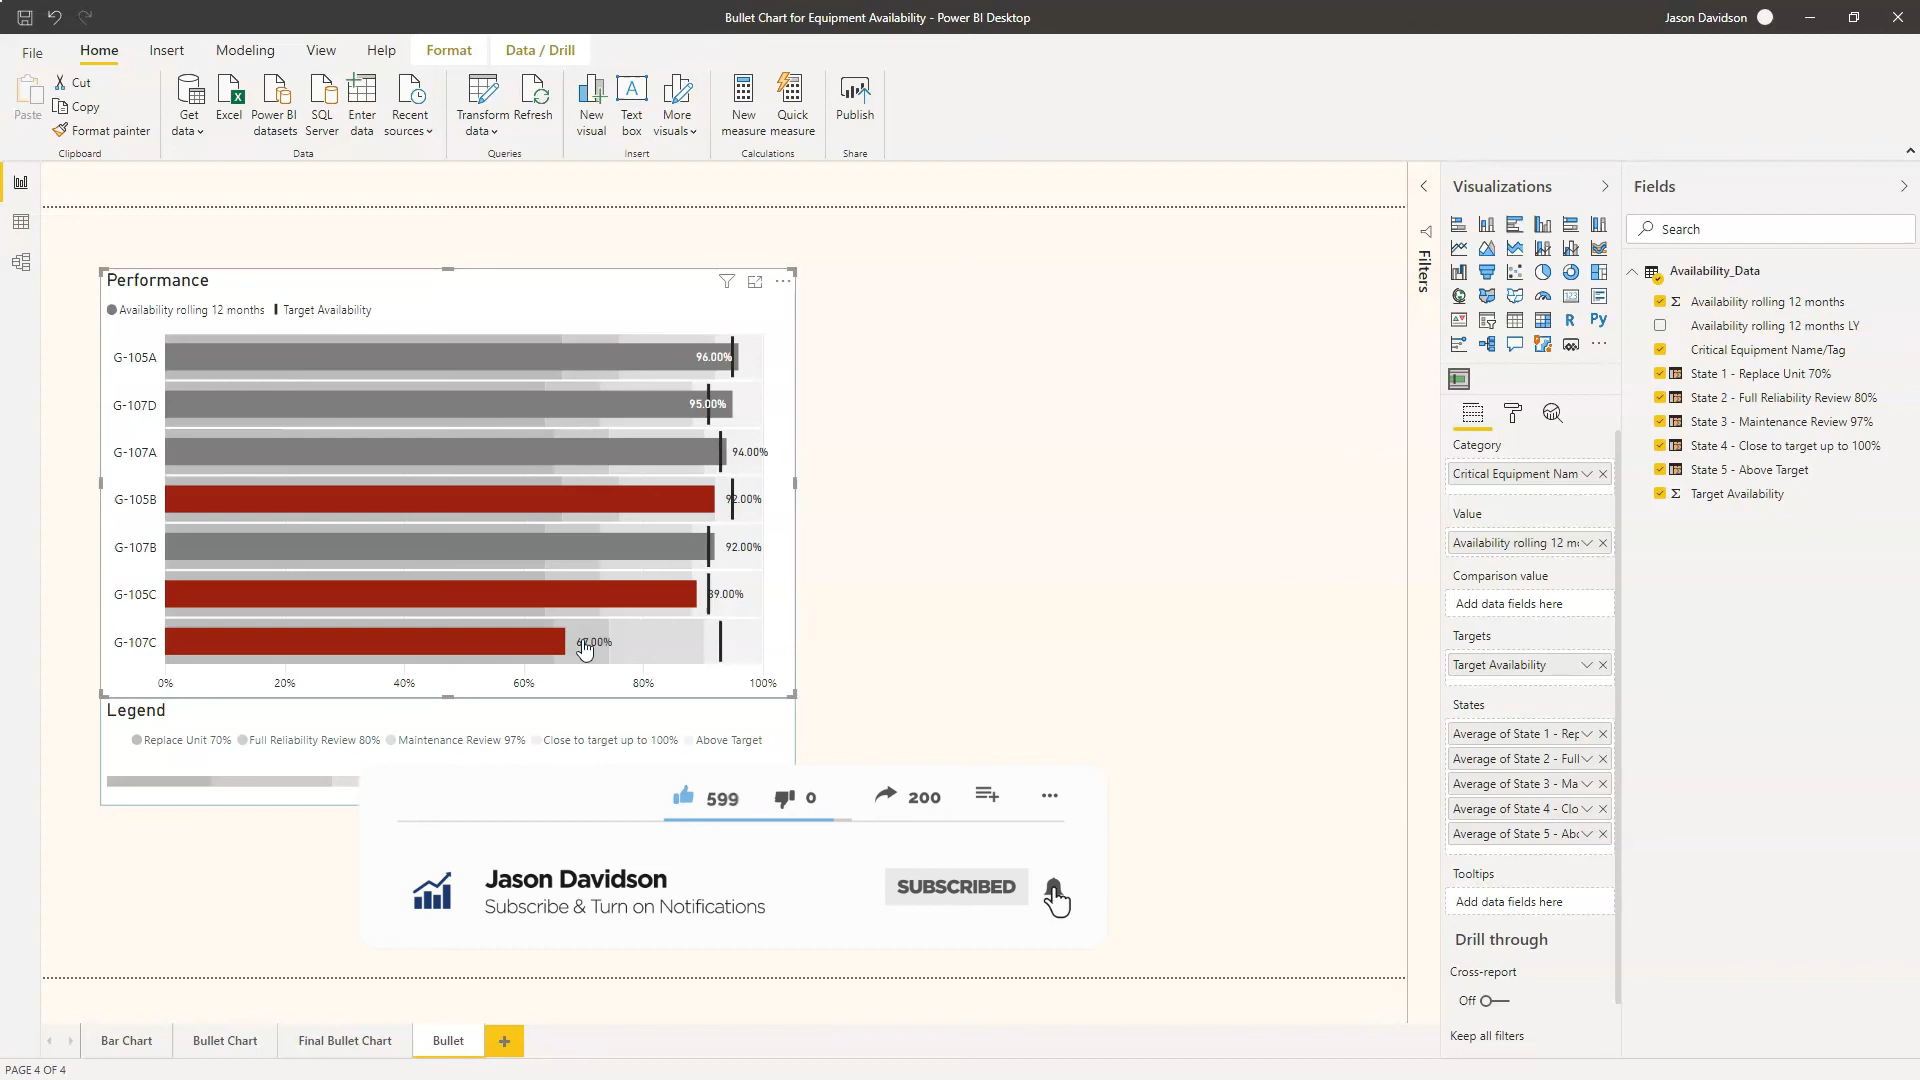 Bullet Chart for Equipment Availability - Power BI Desktop
Jason Davidson
File
Home
Insert
Modeling
View
Help
Format
Data / Drill
Paste
Cut
Copy
Format painter
Clipboard
Get data
Excel
Power BI datasets
SQL Server
Enter data
Recent sources
Data
Transform data
Refresh
Queries
New visual
Text box
More visuals
Insert
New measure
Quick measure
Calculations
Publish
Share
Performance
Availability rolling 12 months
Target Availability
G-105A
96.00%
G-107D
95.00%
G-107A
94.00%
G-105B
92.00%
G-107B
92.00%
G-105C
89.00%
G-107C
67.00%
0%
20%
40%
60%
80%
100%
Legend
Replace Unit 70%
Full Reliability Review 80%
Maintenance Review 97%
Close to target up to 100%
Above Target
599
0
200
Jason Davidson
Subscribe & Turn on Notifications
SUBSCRIBED
Filters
Visualizations
123
R
Py
Category
Critical Equipment Nam
Value
Availability rolling 12 m
Comparison value
Add data fields here
Targets
Target Availability
States
Average of State 1 - Rep
Average of State 2 - Full
Average of State 3 - Ma
Average of State 4 - Clo
Average of State 5 - Abo
Tooltips
Add data fields here
Drill through
Cross-report
Off
Keep all filters
Fields
Search
Availability_Data
Availability rolling 12 months
Availability rolling 12 months LY
Critical Equipment Name/Tag
State 1 - Replace Unit 70%
State 2 - Full Reliability Review 80%
State 3 - Maintenance Review 97%
State 4 - Close to target up to 100%
State 5 - Above Target
Target Availability
Bar Chart
Bullet Chart
Final Bullet Chart
Bullet
PAGE 4 OF 4